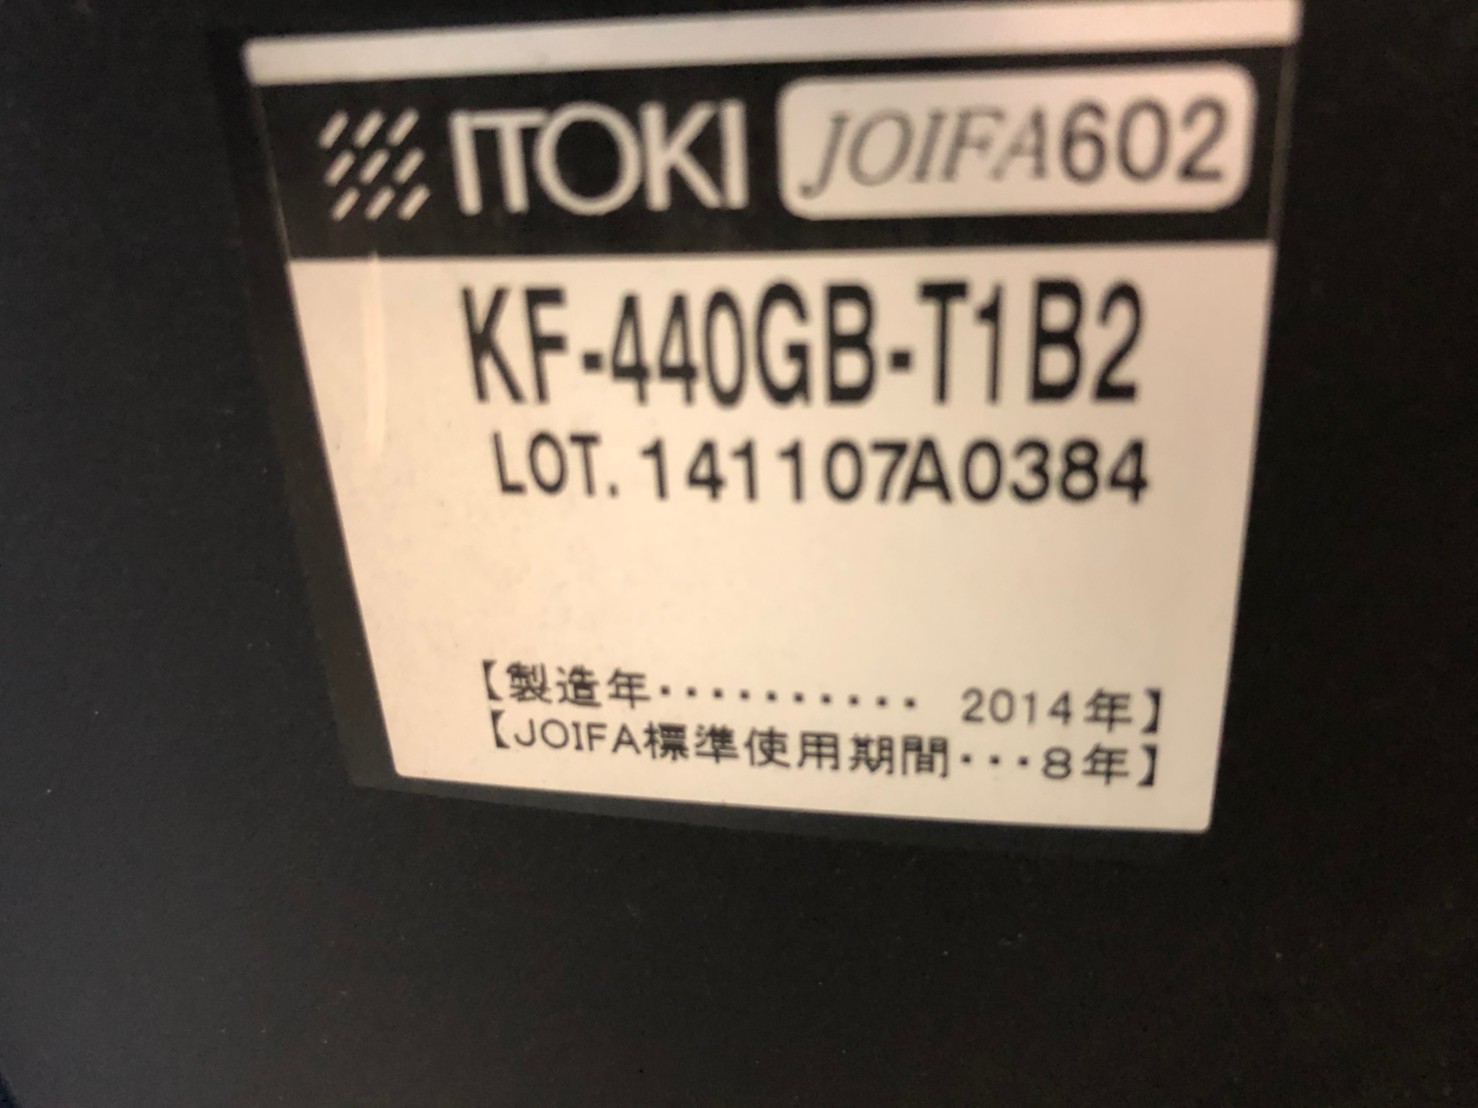 ITOKI JOIFA602
KF-440GB-T1B2
LOT. 141107A0384
【製造年・・・・・・・・・・ 2014年】
【JOIFA標準使用期間・・・8年】